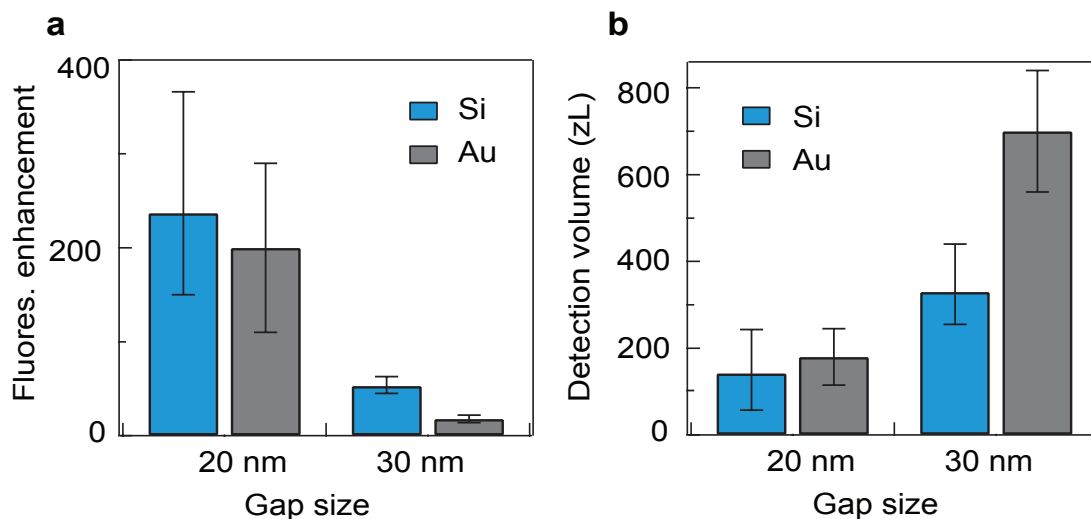 a
Fluores. enhancement
400
200
0
Si
Au
20 nm
30 nm
Gap size
b
Detection volume (zL)
800
600
400
200
0
Si
Au
20 nm
30 nm
Gap size